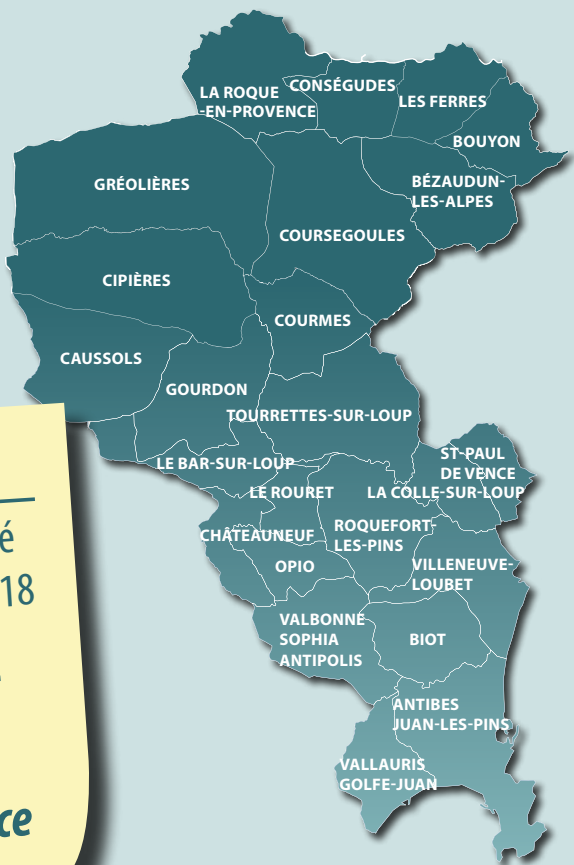 LA ROQUE
-EN-PROVENCE
CONSÉGUDES
LES FERRES
BOUYON
GRÉOLIÈRES
BÉZAUDUN-
LES-ALPES
COURSEGOULES
CIPIÈRES
COURMES
CAUSSOLS
GOURDON
TOURRETTES-SUR-LOUP
ST-PAUL
DE VENCE
LE BAR-SUR-LOUP
LE ROURET
LA COLLE-SUR-LOUP
CHÂTEAUNEUF
ROQUEFORT-
LES-PINS
OPIO
VILLENEUVE-
LOUBET
VALBONNE
SOPHIA
ANTIPOLIS
BIOT
ANTIBES
JUAN-LES-PINS
VALLAURIS
GOLFE-JUAN
é
18
ce